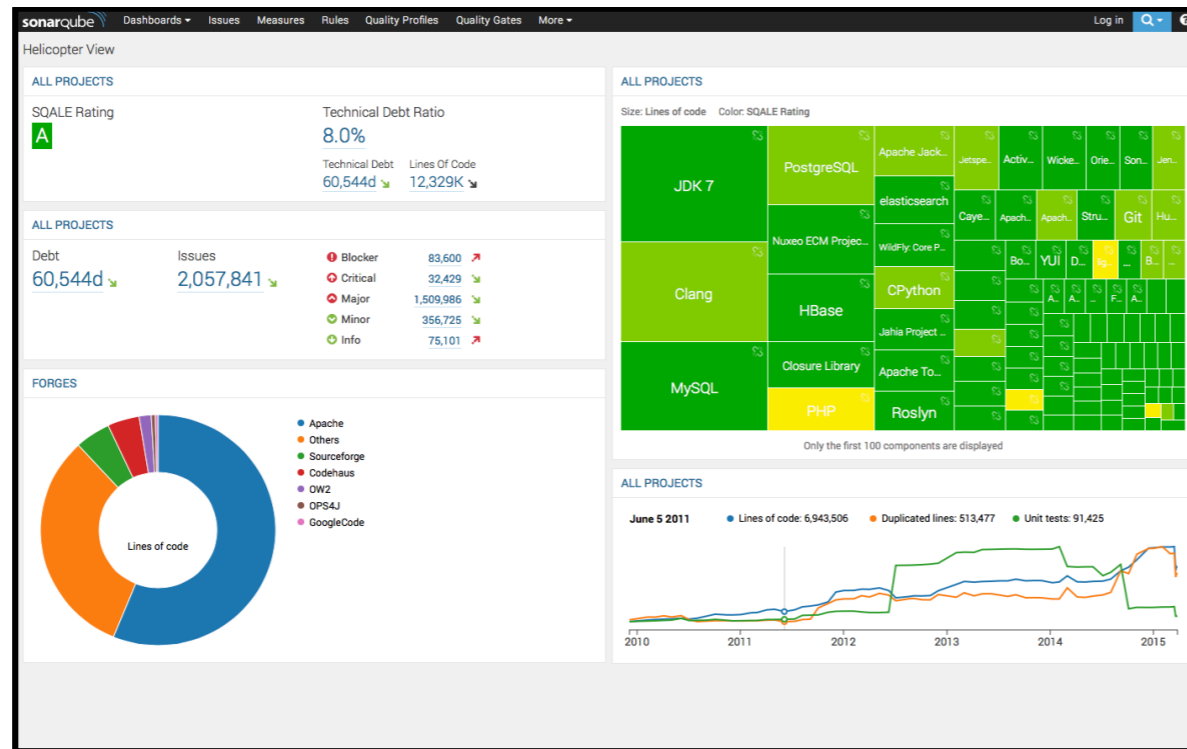 sonarqube Dashboards Issues Measures Rules Quality Profiles Quality Gates More Log in
Helicopter View
ALL PROJECTS
SQALE Rating
A
Technical Debt Ratio
8.0%
Technical Debt Lines Of Code
60,544d 12,329K
ALL PROJECTS
Debt
60,544d
Issues
2,057,841
Blocker 83,600
Critical 32,429
Major 1,509,986
Minor 356,725
Info 75,101
FORGES
Lines of code
Apache
Others
Sourceforge
Codehaus
OW2
OPS4J
GoogleCode
ALL PROJECTS
Size: Lines of code Color: SQALE Rating
JDK 7
Clang
MySQL
PostgreSQL
Nuxeo ECM Projec...
HBase
Closure Library
PHP
Apache Jack...
elasticsearch
WildFly: Core P...
CPython
Jahia Project ...
Apache To...
Roslyn
Jetspe... Activ... Wicke... Orie... Son... Jen...
Caye... Apach... Apach... Stru... Git Hu...
Bo... YUI D... ... B... ...
A... A... ... F... A...
Only the first 100 components are displayed
ALL PROJECTS
June 5 2011 Lines of code: 6,943,506 Duplicated lines: 513,477 Unit tests: 91,425
2010 2011 2012 2013 2014 2015